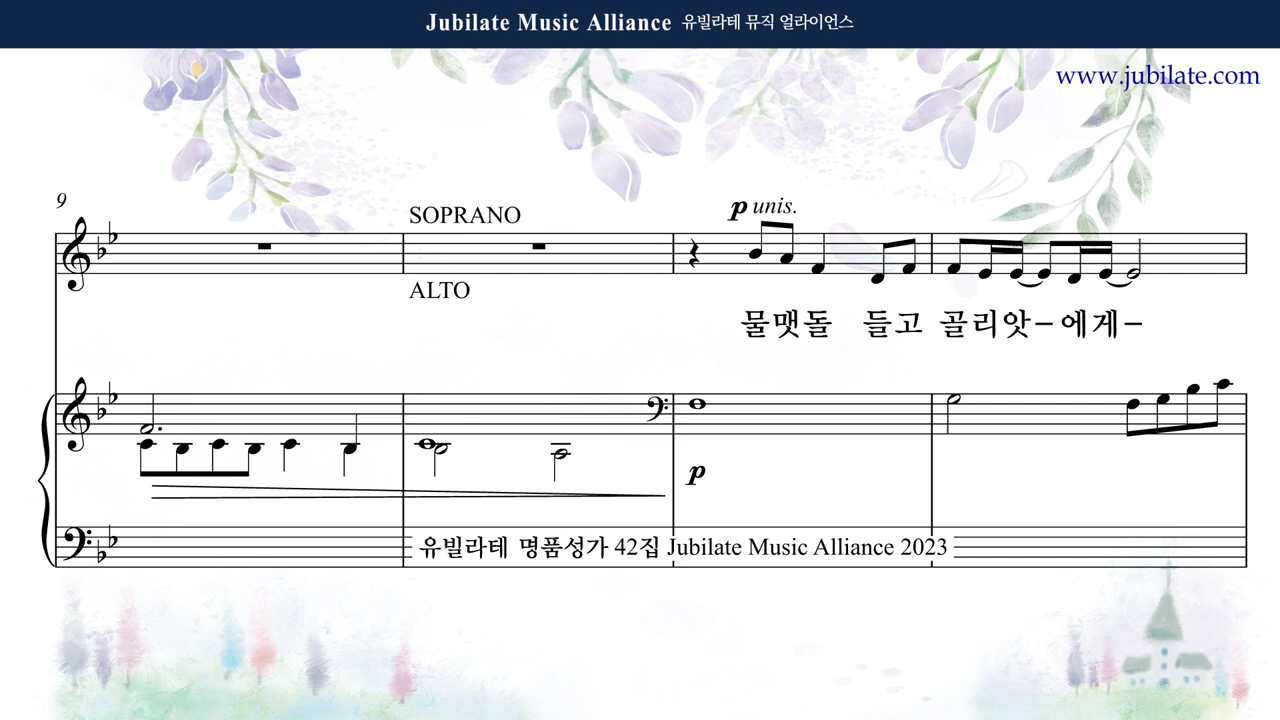 Jubilate Music Alliance 유빌라테 뮤직 얼라이언스
www.jubilate.com
9
SOPRANO
p unis.
ALTO
물맷돌 들고 골리앗-에게-
p
유빌라테 명품성가 42집 Jubilate Music Alliance 2023